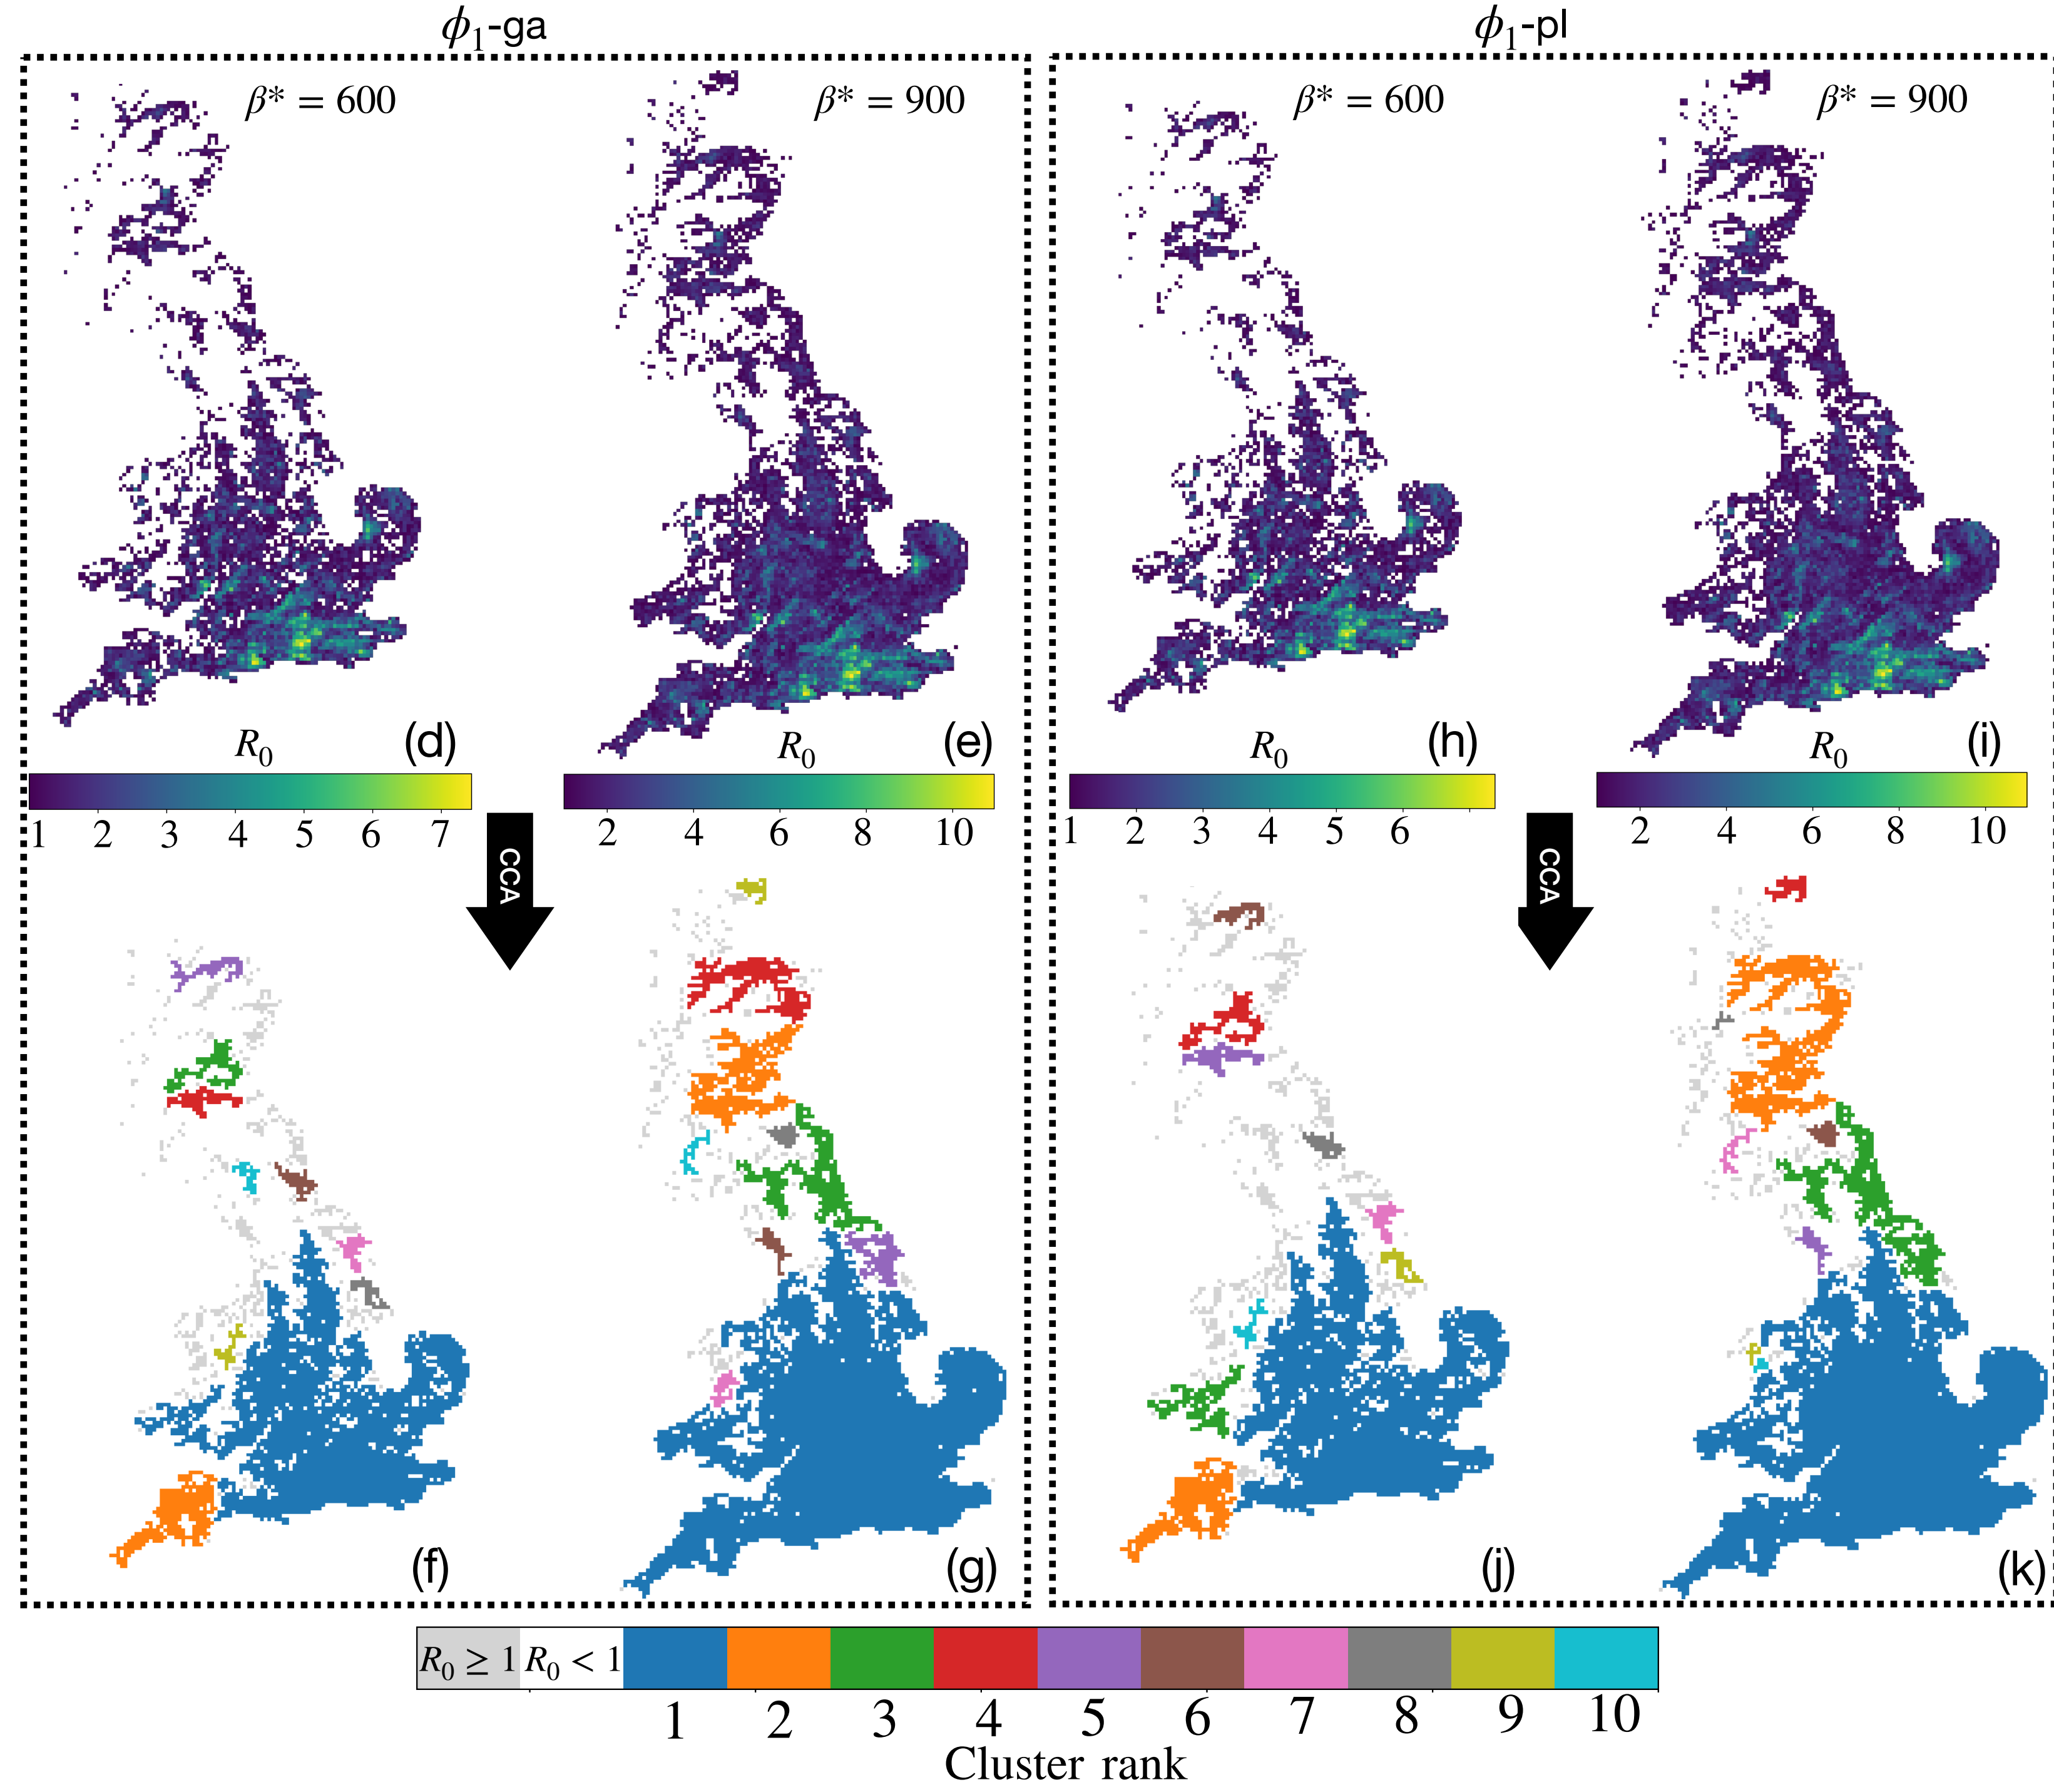 ϕ₁-ga
ϕ₁-pl
β* = 600
β* = 900
β* = 600
β* = 900
R₀
(d)
R₀
(e)
R₀
(h)
R₀
(i)
1 2 3 4 5 6 7
2 4 6 8 10
1 2 3 4 5 6
2 4 6 8 10
CCA
CCA
(f)
(g)
(j)
(k)
R₀ ≥ 1 R₀ < 1
1 2 3 4 5 6 7 8 9 10
Cluster rank